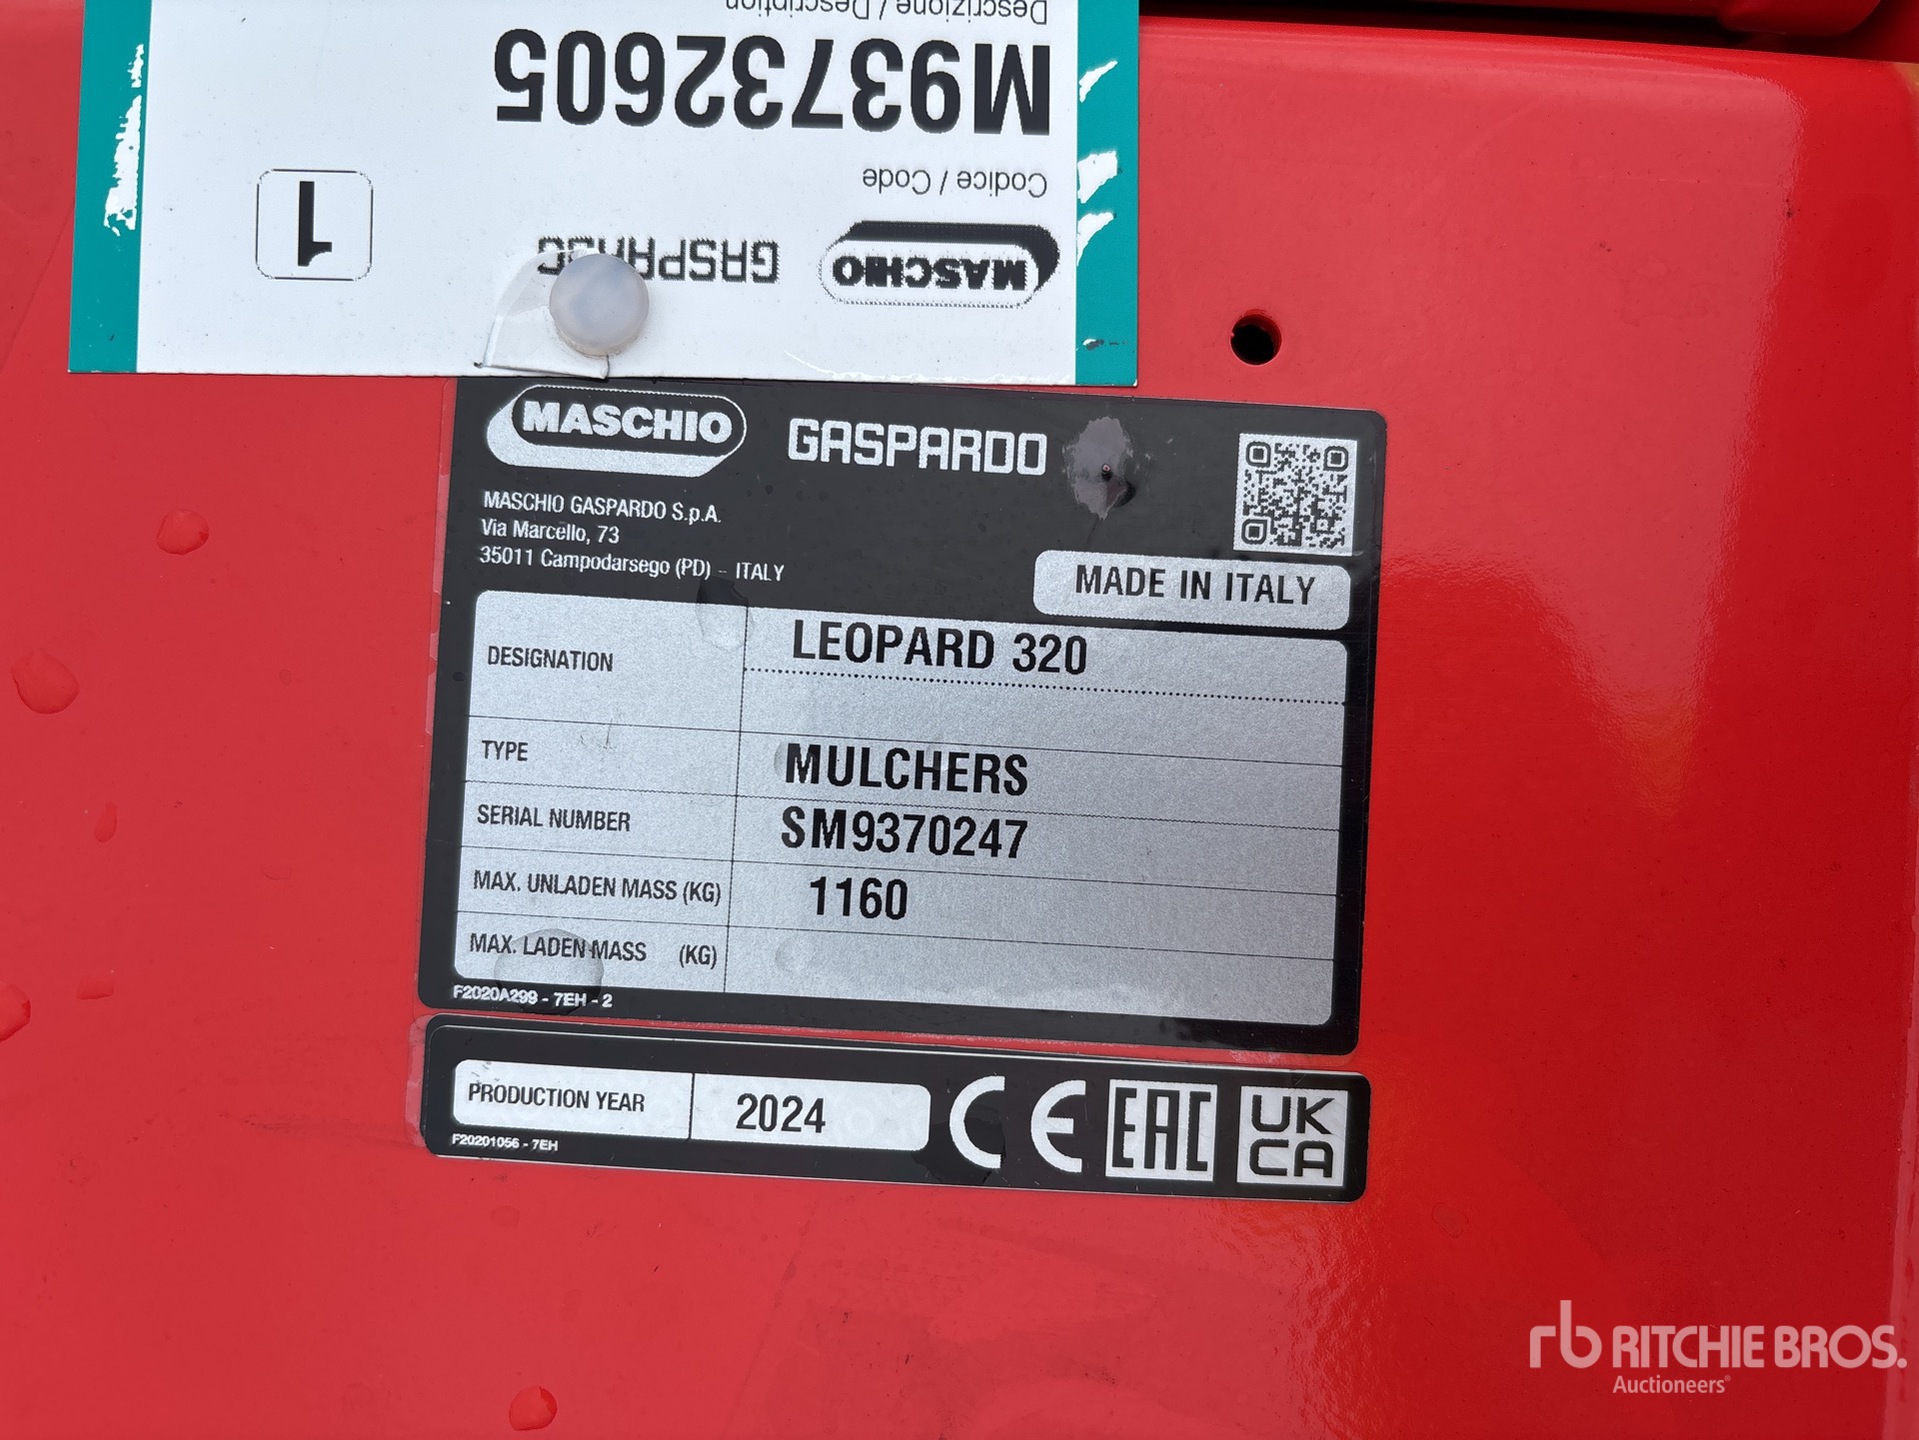 Descrizione / Description
M93732605
Codice / Code
1
MASCHIO GASPARDO
MASCHIO GASPARDO
MASCHIO GASPARDO S.p.A.
Via Marcello, 73
35011 Campodarsego (PD) - ITALY
MADE IN ITALY
DESIGNATION LEOPARD 320
TYPE MULCHERS
SERIAL NUMBER SM9370247
MAX. UNLADEN MASS (KG) 1160
MAX. LADEN MASS (KG)
F2020A299 - 7EH - 2
PRODUCTION YEAR 2024
F20201056 - 7EH
CE EAC UK
CA
rb RITCHIE BROS.
Auctioneers®